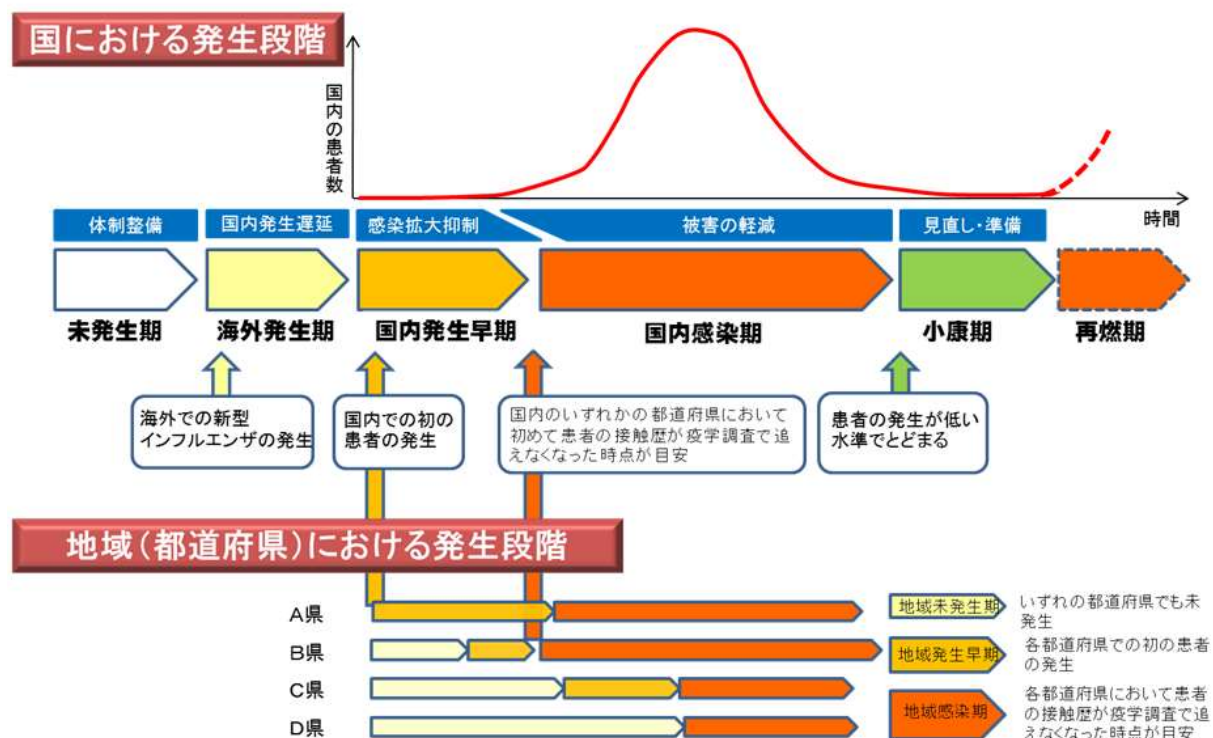 国における発生段階
国内の患者数
時間
体制整備
国内発生遅延
感染拡大抑制
被害の軽減
見直し・準備
未発生期
海外発生期
国内発生早期
国内感染期
小康期
再燃期
海外での新型
インフルエンザの発生
国内での初の
患者の発生
国内のいずれかの都道府県において
初めて患者の接触歴が疫学調査で追
えなくなった時点が目安
患者の発生が低い
水準でとどまる
地域(都道府県)における発生段階
A県
B県
C県
D県
地域未発生期
いずれの都道府県でも未
発生
地域発生早期
各都道府県での初の患者
の発生
地域感染期
各都道府県において患者
の接触歴が疫学調査で追
えなくなった時点が目安